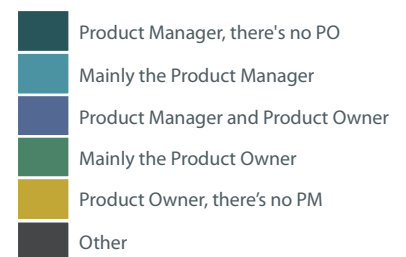 Product Manager, there's no PO
Mainly the Product Manager
Product Manager and Product Owner
Mainly the Product Owner
Product Owner, there’s no PM
Other